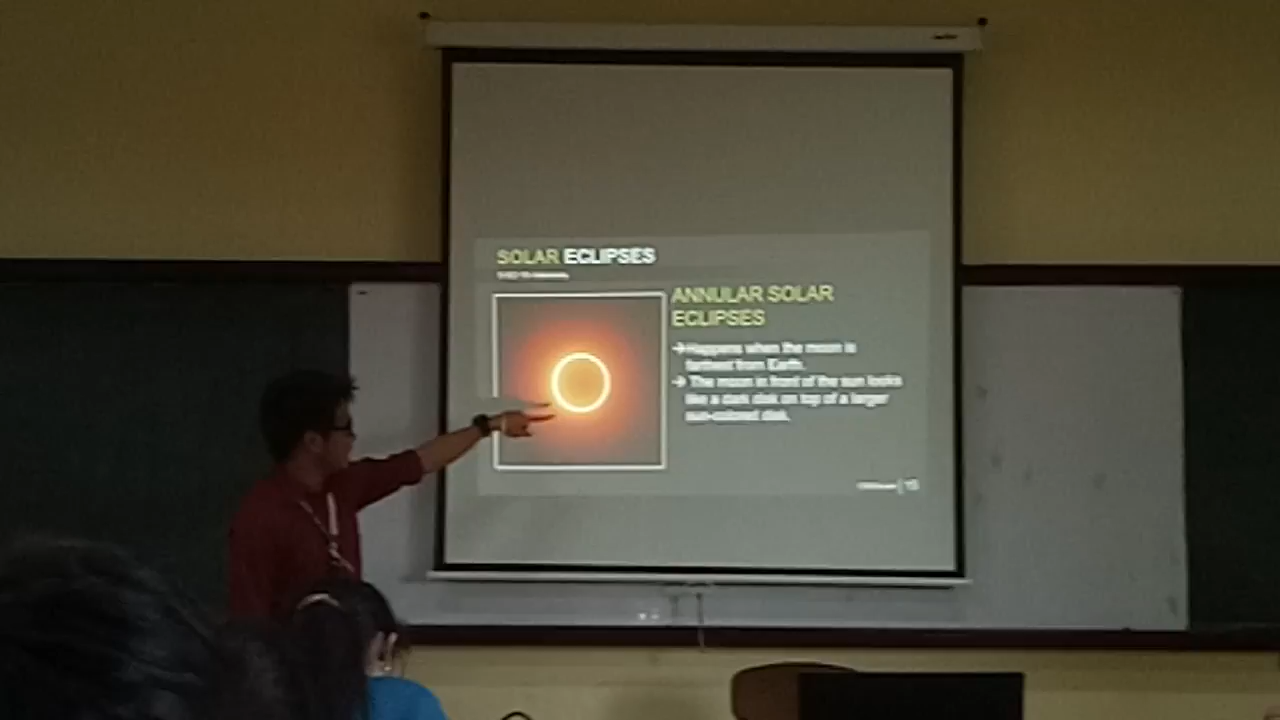 SOLAR ECLIPSES
ANNULAR SOLAR
ECLIPSES
➔Happens when the moon is
farthest from Earth.
➔ The moon in front of the sun looks
like a dark disk on top of a larger
sun-colored disk.
| 15